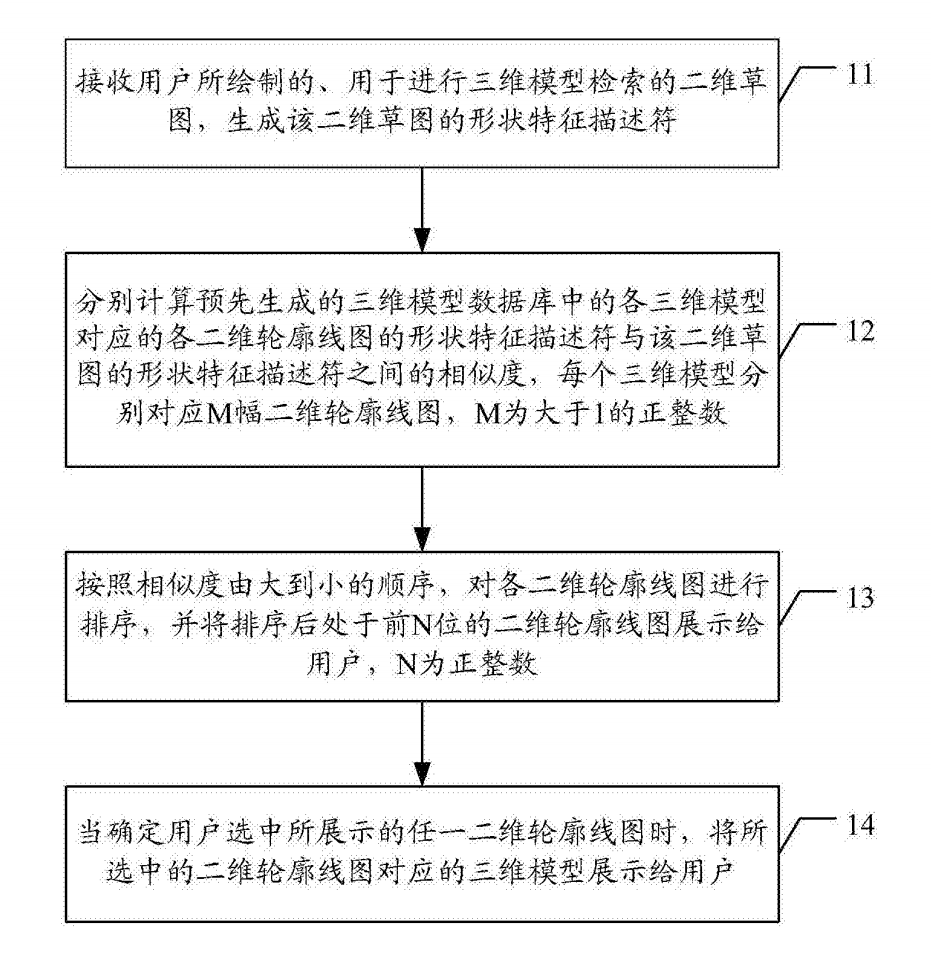 接收用户所绘制的、用于进行三维模型检索的二维草
图，生成该二维草图的形状特征描述符
11
分别计算预先生成的三维模型数据库中的各三维模型
对应的各二维轮廓线图的形状特征描述符与该二维草
图的形状特征描述符之间的相似度，每个三维模型分
别对应M幅二维轮廓线图，M为大于1的正整数
12
按照相似度由大到小的顺序，对各二维轮廓线图进行
排序，并将排序后处于前N位的二维轮廓线图展示给
用户，N为正整数
13
当确定用户选中所展示的任一二维轮廓线图时，将所
选中的二维轮廓线图对应的三维模型展示给用户
14